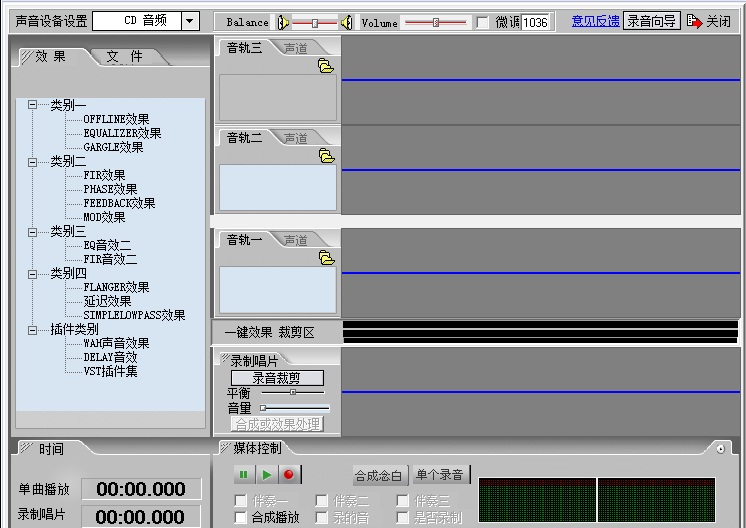 声音设备设置 CD 音频 Balance Volume 微调 1036 意见反馈 录音向导 关闭
效 果 文 件
类别一
OFFLINE效果
EQUALIZER效果
GARGLE效果
类别二
FIR效果
PHASE效果
FEEDBACK效果
MOD效果
类别三
EQ音效二
FIR音效二
类别四
FLANGER效果
延迟效果
SIMPLELOWPASS效果
插件类别
WAH声音效果
DELAY音效
VST插件集
音轨三 声道
音轨二 声道
音轨一 声道
一键效果 裁剪区
录制唱片
录音裁剪
平衡
音量
合成或效果处理
时间
单曲播放 00:00.000
录制唱片 00:00.000
媒体控制
合成念白 单个录音
伴奏一 伴奏二 伴奏三
合成播放 录的音 是否录制